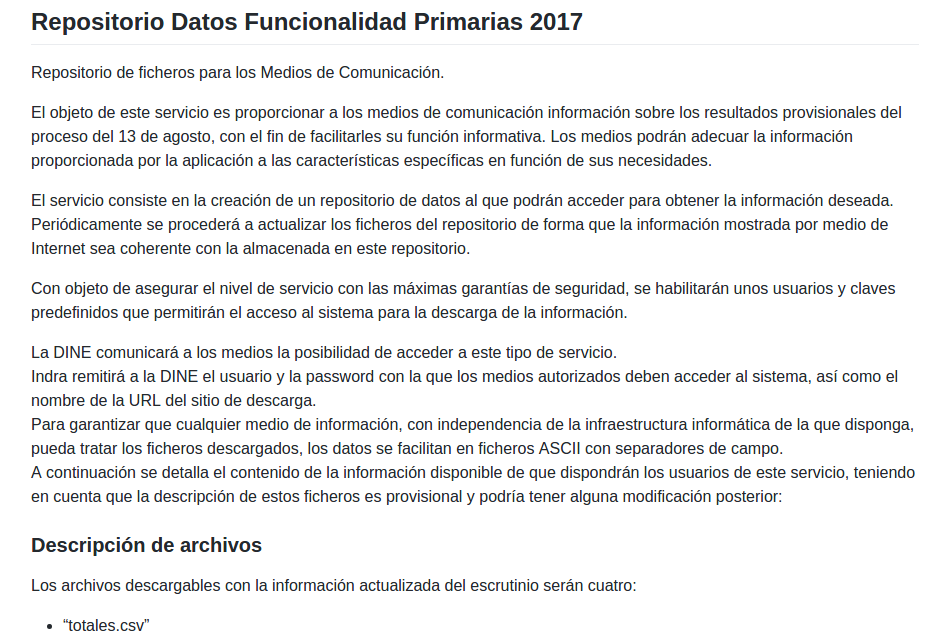 Repositorio Datos Funcionalidad Primarias 2017
Repositorio de ficheros para los Medios de Comunicación.
El objeto de este servicio es proporcionar a los medios de comunicación información sobre los resultados provisionales del
proceso del 13 de agosto, con el fin de facilitarles su función informativa. Los medios podrán adecuar la información
proporcionada por la aplicación a las características específicas en función de sus necesidades.
El servicio consiste en la creación de un repositorio de datos al que podrán acceder para obtener la información deseada.
Periódicamente se procederá a actualizar los ficheros del repositorio de forma que la información mostrada por medio de
Internet sea coherente con la almacenada en este repositorio.
Con objeto de asegurar el nivel de servicio con las máximas garantías de seguridad, se habilitarán unos usuarios y claves
predefinidos que permitirán el acceso al sistema para la descarga de la información.
La DINE comunicará a los medios la posibilidad de acceder a este tipo de servicio.
Indra remitirá a la DINE el usuario y la password con la que los medios autorizados deben acceder al sistema, así como el
nombre de la URL del sitio de descarga.
Para garantizar que cualquier medio de información, con independencia de la infraestructura informática de la que disponga,
pueda tratar los ficheros descargados, los datos se facilitan en ficheros ASCII con separadores de campo.
A continuación se detalla el contenido de la información disponible de que dispondrán los usuarios de este servicio, teniendo
en cuenta que la descripción de estos ficheros es provisional y podría tener alguna modificación posterior:
Descripción de archivos
Los archivos descargables con la información actualizada del escrutinio serán cuatro:
• “totales.csv”